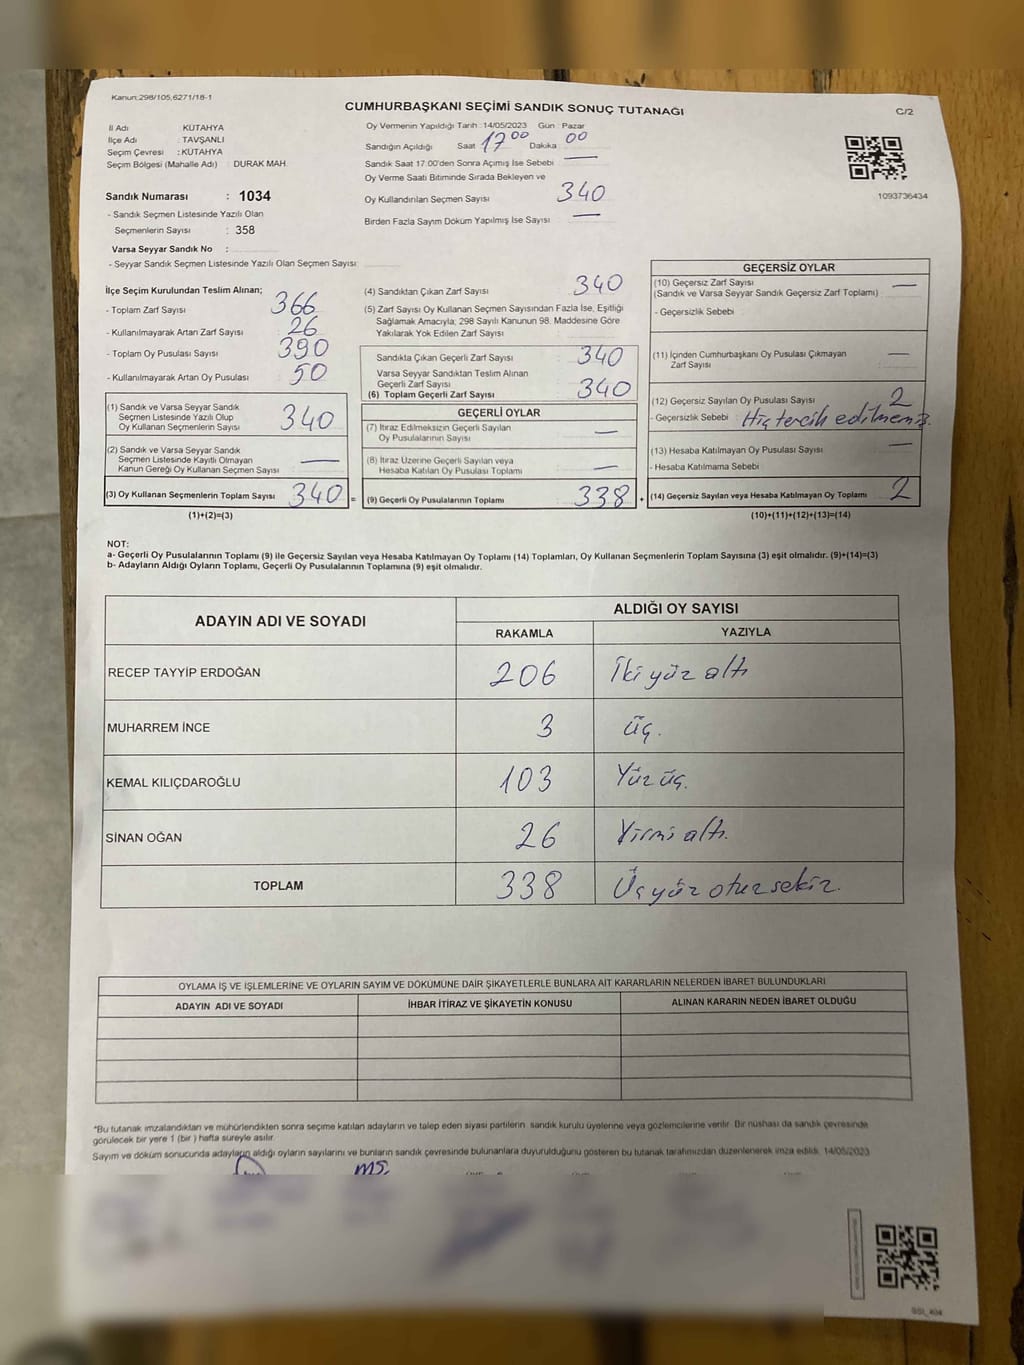 Kanun:298/105,6271/18-1
CUMHURBAŞKANI SEÇİMİ SANDIK SONUÇ TUTANAĞI
C/2
İl Adı : KÜTAHYA
İlçe Adı : TAVŞANLI
Seçim Çevresi : KÜTAHYA
Seçim Bölgesi (Mahalle Adı) : DURAK MAH.
Sandık Numarası : 1034
- Sandık Seçmen Listesinde Yazılı Olan
Seçmenlerin Sayısı : 358
Varsa Seyyar Sandık No :
- Seyyar Sandık Seçmen Listesinde Yazılı Olan Seçmen Sayısı:
Oy Vermenin Yapıldığı Tarih :14/05/2023 Gün : Pazar
Sandığın Açıldığı Saat 17 00 Dakika 00
Sandık Saat 17.00'den Sonra Açımış İse Sebebi —
Oy Verme Saati Bitiminde Sırada Bekleyen ve
Oy Kullandırılan Seçmen Sayısı 340
Birden Fazla Sayım Döküm Yapılmış İse Sayısı —
1093736434
İlçe Seçim Kurulundan Teslim Alınan;
- Toplam Zarf Sayısı 366
- Kullanılmayarak Artan Zarf Sayısı 26
- Toplam Oy Pusulası Sayısı 390
- Kullanılmayarak Artan Oy Pusulası 50
(1) Sandık ve Varsa Seyyar Sandık
Seçmen Listesinde Yazılı Olup
Oy Kullanan Seçmenlerin Sayısı 340
(2) Sandık ve Varsa Seyyar Sandık
Seçmen Listesinde Kayıtlı Olmayan
Kanun Gereği Oy Kullanan Seçmen Sayısı —
(3) Oy Kullanan Seçmenlerin Toplam Sayısı 340 =
(1)+(2)=(3)
(4) Sandıktan Çıkan Zarf Sayısı 340
(5) Zarf Sayısı Oy Kullanan Seçmen Sayısından Fazla İse, Eşitliği
Sağlamak Amacıyla; 298 Sayılı Kanunun 98. Maddesine Göre
Yakılarak Yok Edilen Zarf Sayısı
Sandıkta Çıkan Geçerli Zarf Sayısı 340
Varsa Seyyar Sandıktan Teslim Alınan
Geçerli Zarf Sayısı
(6) Toplam Geçerli Zarf Sayısı 340
GEÇERLİ OYLAR
(7) İtiraz Edilmeksizin Geçerli Sayılan
Oy Pusulalarının Sayısı —
(8) İtiraz Üzerine Geçerli Sayılan veya
Hesaba Katılan Oy Pusulası Toplamı —
(9) Geçerli Oy Pusulalarının Toplamı 338 +
GEÇERSİZ OYLAR
(10) Geçersiz Zarf Sayısı —
(Sandık ve Varsa Seyyar Sandık Geçersiz Zarf Toplamı)
- Geçersizlik Sebebi
(11) İçinden Cumhurbaşkanı Oy Pusulası Çıkmayan
Zarf Sayısı —
(12) Geçersiz Sayılan Oy Pusulası Sayısı 2
- Geçersizlik Sebebi : Hiç tercih edilmemiş.
(13) Hesaba Katılmayan Oy Pusulası Sayısı —
- Hesaba Katılmama Sebebi
(14) Geçersiz Sayılan veya Hesaba Katılmayan Oy Toplamı 2
(10)+(11)+(12)+(13)=(14)
NOT:
a- Geçerli Oy Pusulalarının Toplamı (9) ile Geçersiz Sayılan veya Hesaba Katılmayan Oy Toplamı (14) Toplamları, Oy Kullanan Seçmenlerin Toplam Sayısına (3) eşit olmalıdır. (9)+(14)=(3)
b- Adayların Aldığı Oyların Toplamı, Geçerli Oy Pusulalarının Toplamına (9) eşit olmalıdır.
ADAYIN ADI VE SOYADI
ALDIĞI OY SAYISI
RAKAMLA YAZIYLA
RECEP TAYYİP ERDOĞAN 206 İki yüz altı
MUHARREM İNCE 3 üç.
KEMAL KILIÇDAROĞLU 103 Yüz üç.
SİNAN OĞAN 26 Yirmi altı.
TOPLAM 338 Üç yüz otuz sekiz.
OYLAMA İŞ VE İŞLEMLERİNE VE OYLARIN SAYIM VE DÖKÜMÜNE DAİR ŞİKAYETLERLE BUNLARA AİT KARARLARIN NELERDEN İBARET BULUNDUKLARI
ADAYIN ADI VE SOYADI İHBAR İTİRAZ VE ŞİKAYETİN KONUSU ALINAN KARARIN NEDEN İBARET OLDUĞU
*Bu tutanak imzalandıktan ve mühürlendikten sonra seçime katılan adayların ve talep eden siyasi partilerin sandık kurulu üyelerine veya gözlemcilerine verilir. Bir nüshası da sandık çevresinde
görülecek bir yere 1 (bir ) hafta süreyle asılır.
Sayım ve döküm sonucunda adayların aldığı oyların sayılarını ve bunların sandık çevresinde bulunanlara duyurulduğunu gösteren bu tutanak tarafımızdan düzenlenerek imza edildi. 14/05/2023